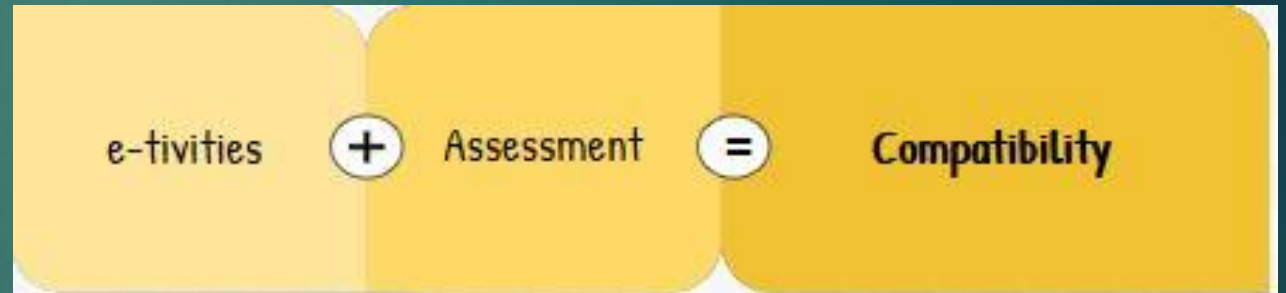 e-tivities + Assessment = Compatibility